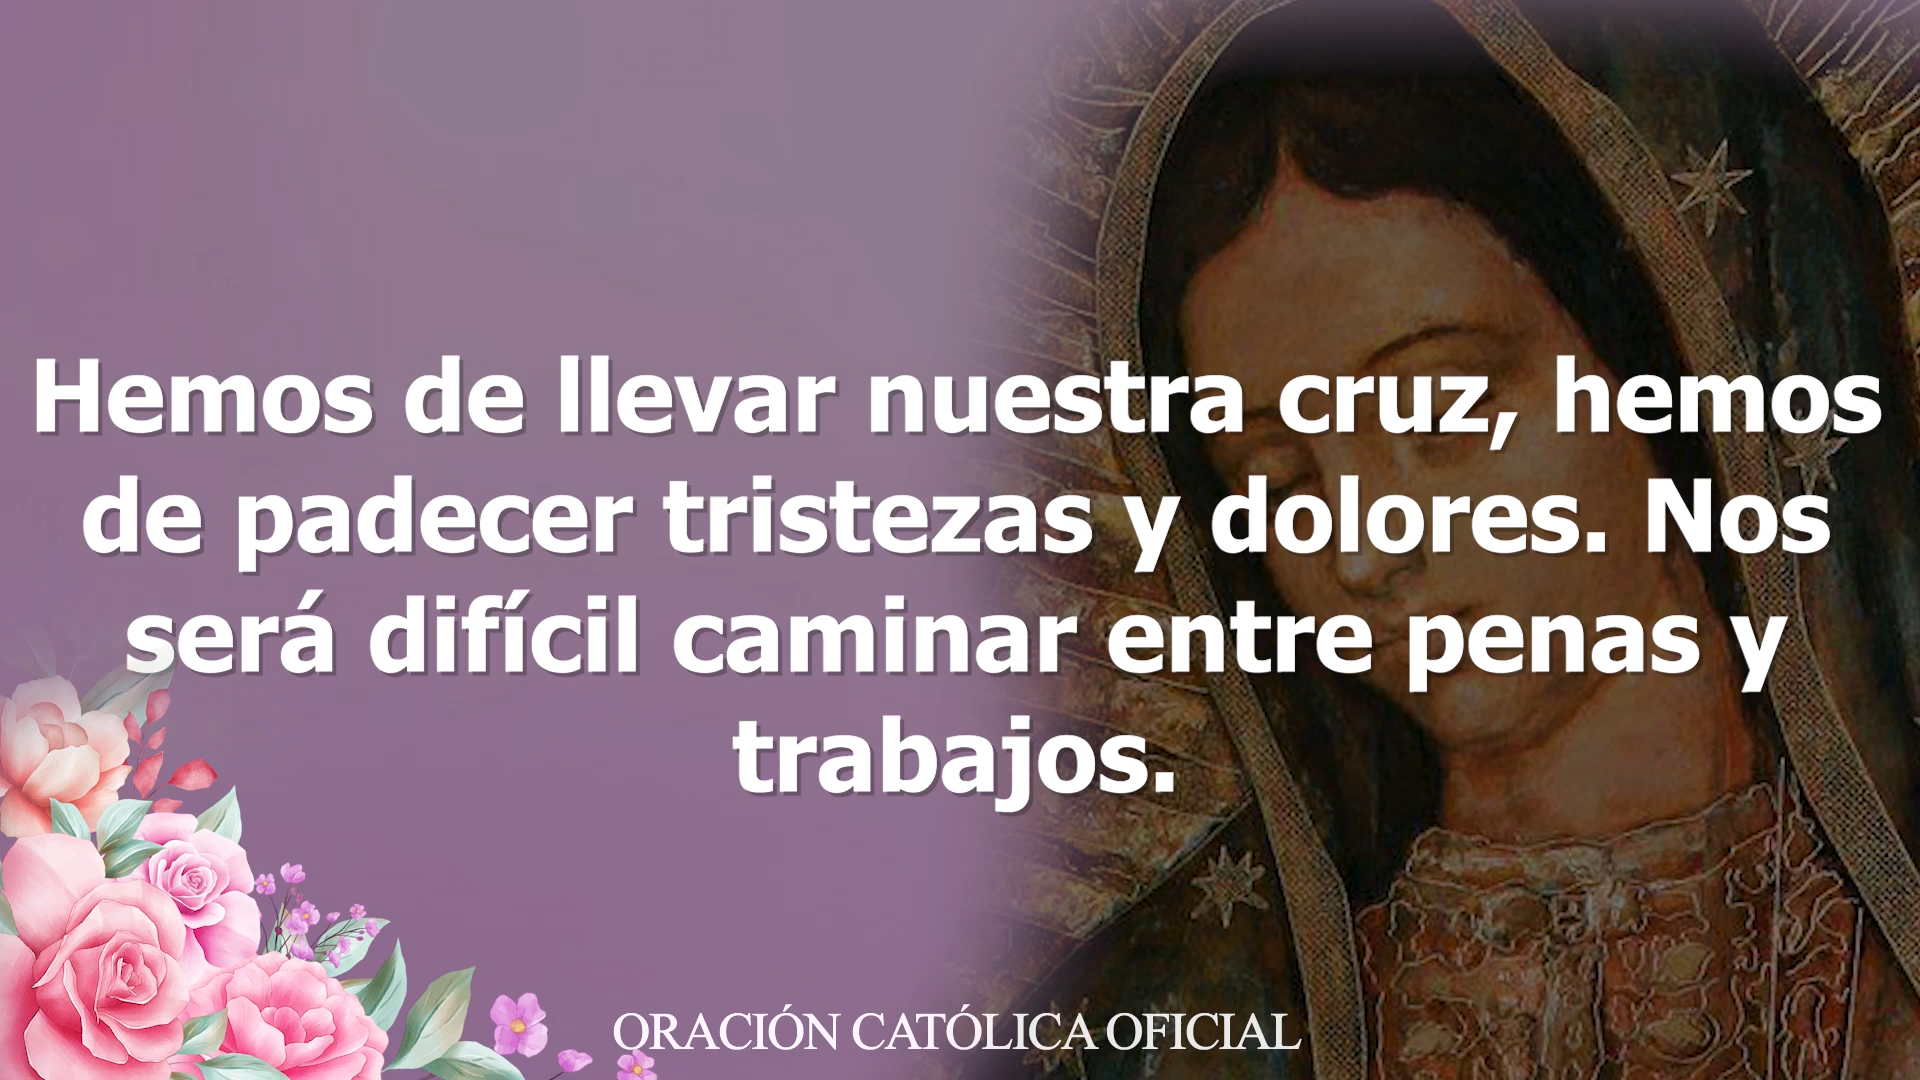 Hemos de llevar nuestra cruz, hemos
de padecer tristezas y dolores. Nos
será difícil caminar entre penas y
trabajos.
ORACIÓN CATÓLICA OFICIAL